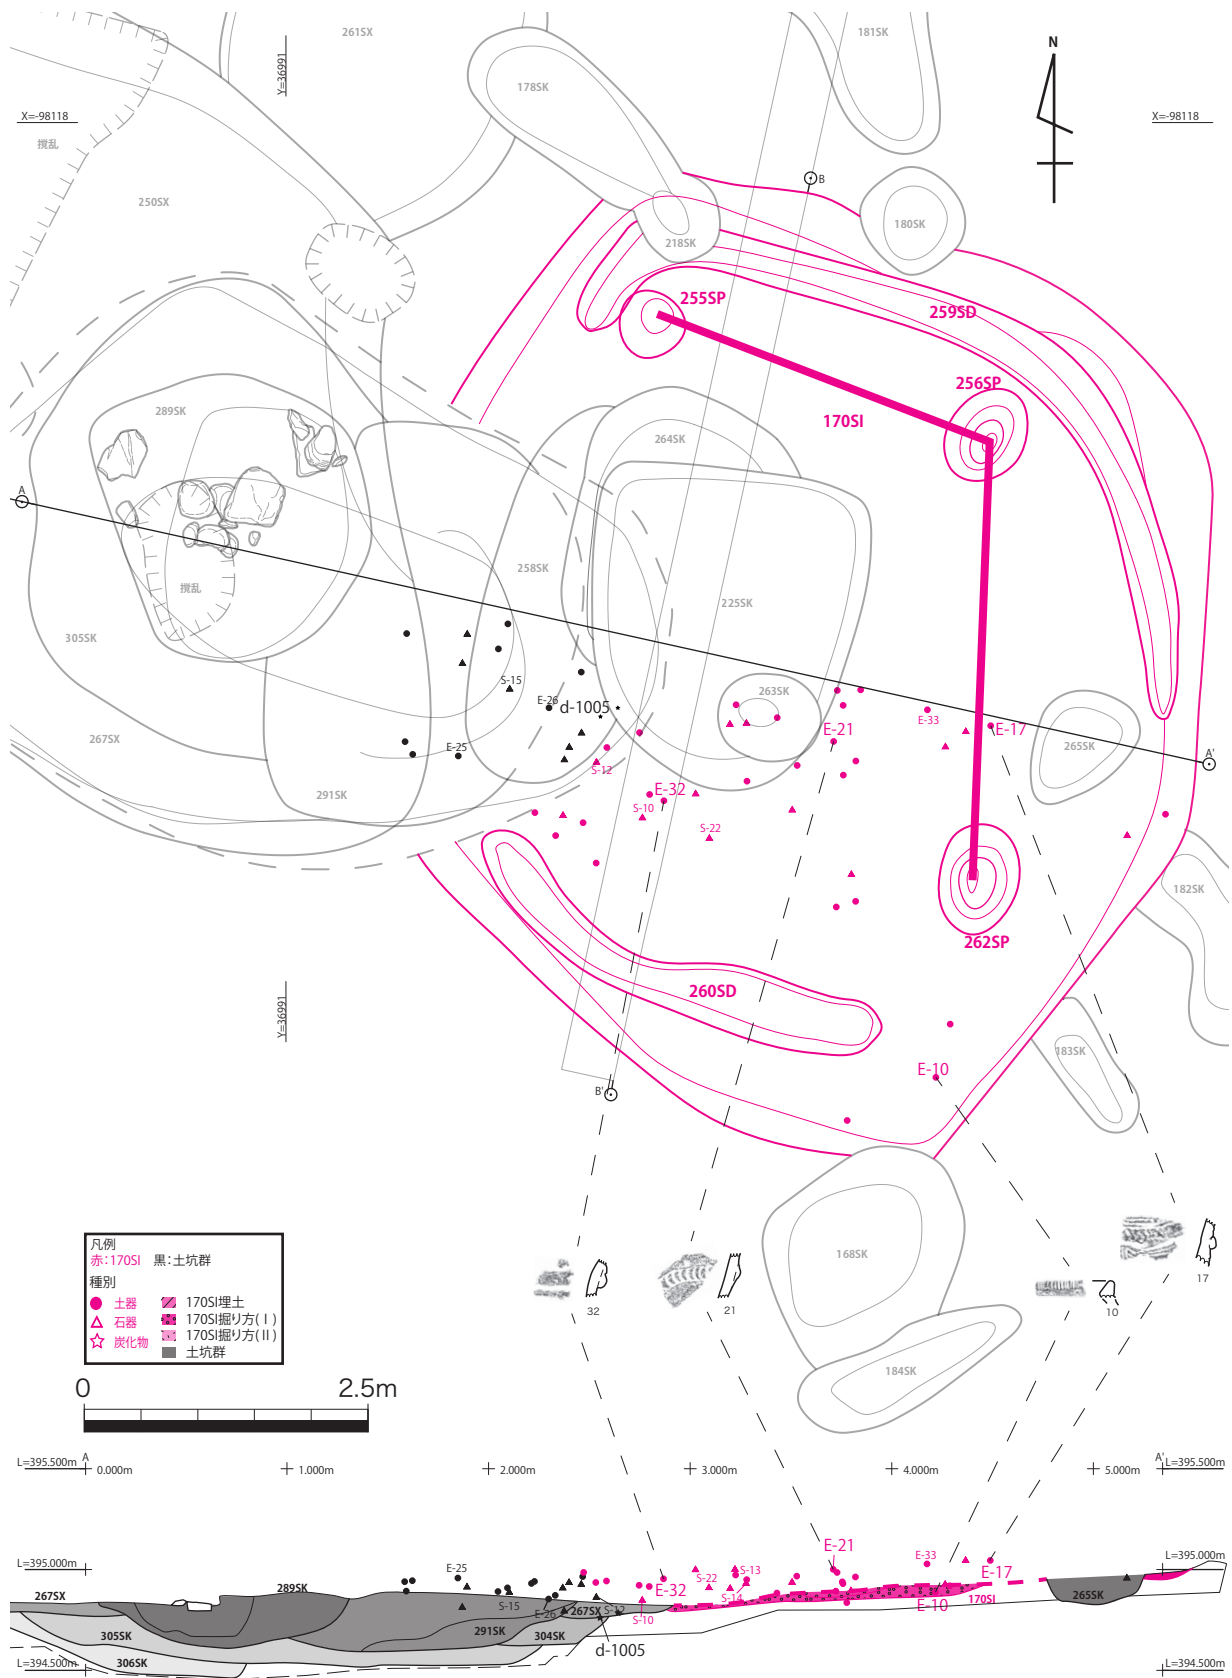 261SX
181SK
N
Y=36991
178SK
X=-98118
X=-98118
撹乱
B
250SX
180SK
218SK
255SP
259SD
256SP
289SK
170SI
264SK
A
258SK
撹乱
225SK
305SK
S-15
E-26
d-1005
263SK
E-33
E-17
E-21
267SX
E-25
265SK
A'
S-12
E-32
291SK
S-10
S-22
182SK
262SP
260SD
Y=36991
183SK
E-10
B'
凡例
赤:170SI 黒:土坑群
種別
土器
170SI埋土
石器
170SI掘り方(I)
炭化物
170SI掘り方(II)
土坑群
168SK
32
21
10
17
184SK
0 2.5m
L=395.500m A 0.000m 1.000m 2.000m 3.000m 4.000m 5.000m A' L=395.500m
L=395.000m
E-25
E-21
S-13
E-33
E-17
L=395.000m
267SX
289SK
S-15
E-26
267SX
S-12
E-32
S-22
S-14
S-10
E-10
170SI
265SK
305SK
291SK
304SK
d-1005
306SK
L=394.500m
L=394.500m